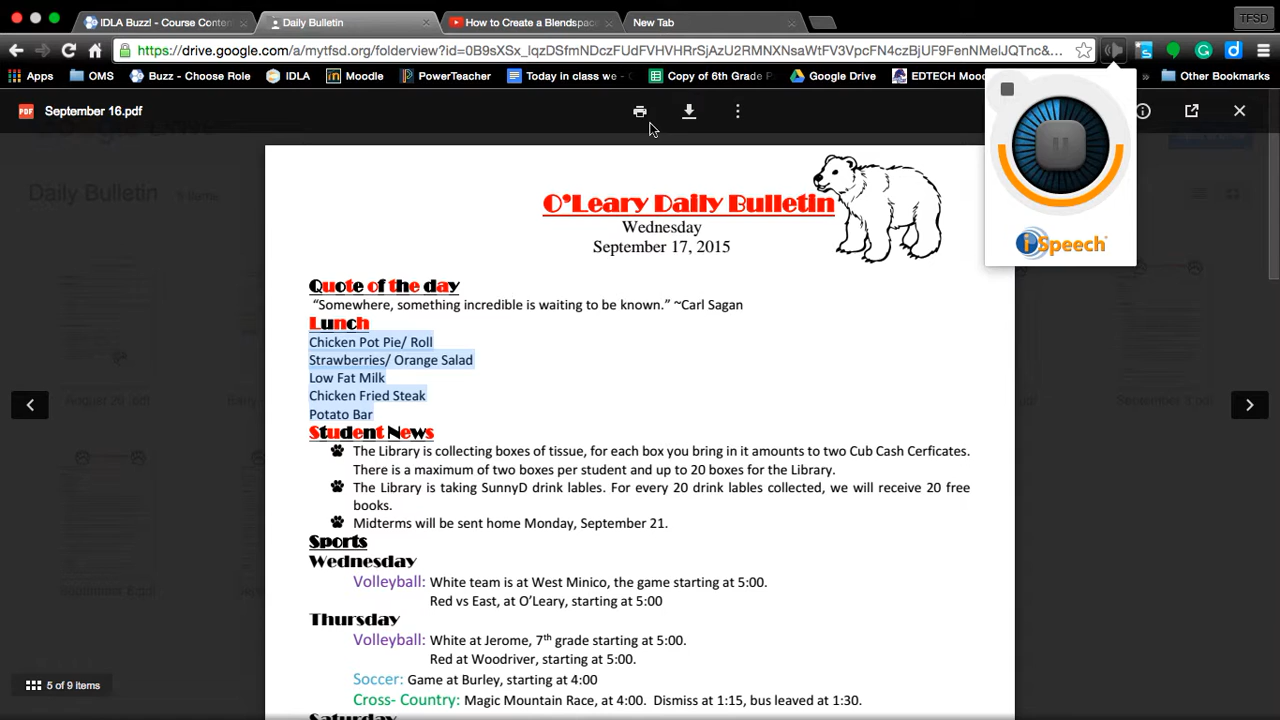 IDLA Buzz! - Course Conten
Daily Bulletin
How to Create a Blendspace
New Tab
TFSD
https://drive.google.com/a/mytfsd.org/folderview?id=0B9sXSx_lqzDSfmNDczFUdFVHVHRrSjAzU2RMNXNsaWtFV3VpcFN4czBjUF9FenNMelJQTnc&...
Apps OMS Buzz - Choose Role IDLA Moodle PowerTeacher Today in class we - Copy of 6th Grade P Google Drive EDTECH Moo » Other Bookmarks
PDF September 16.pdf
iSpeech
Daily Bulletin
O'Leary Daily Bulletin
Wednesday
September 17, 2015
Quote of the day
"Somewhere, something incredible is waiting to be known." ~Carl Sagan
Lunch
Chicken Pot Pie/ Roll
Strawberries/ Orange Salad
Low Fat Milk
Chicken Fried Steak
Potato Bar
Student News
The Library is collecting boxes of tissue, for each box you bring in it amounts to two Cub Cash Cerficates.
There is a maximum of two boxes per student and up to 20 boxes for the Library.
The Library is taking SunnyD drink lables. For every 20 drink lables collected, we will receive 20 free
books.
Midterms will be sent home Monday, September 21.
Sports
Wednesday
Volleyball: White team is at West Minico, the game starting at 5:00.
Red vs East, at O'Leary, starting at 5:00
Thursday
Volleyball: White at Jerome, 7th grade starting at 5:00.
Red at Woodriver, starting at 5:00.
Soccer: Game at Burley, starting at 4:00
Cross- Country: Magic Mountain Race, at 4:00. Dismiss at 1:15, bus leaved at 1:30.
Saturday
5 of 9 items